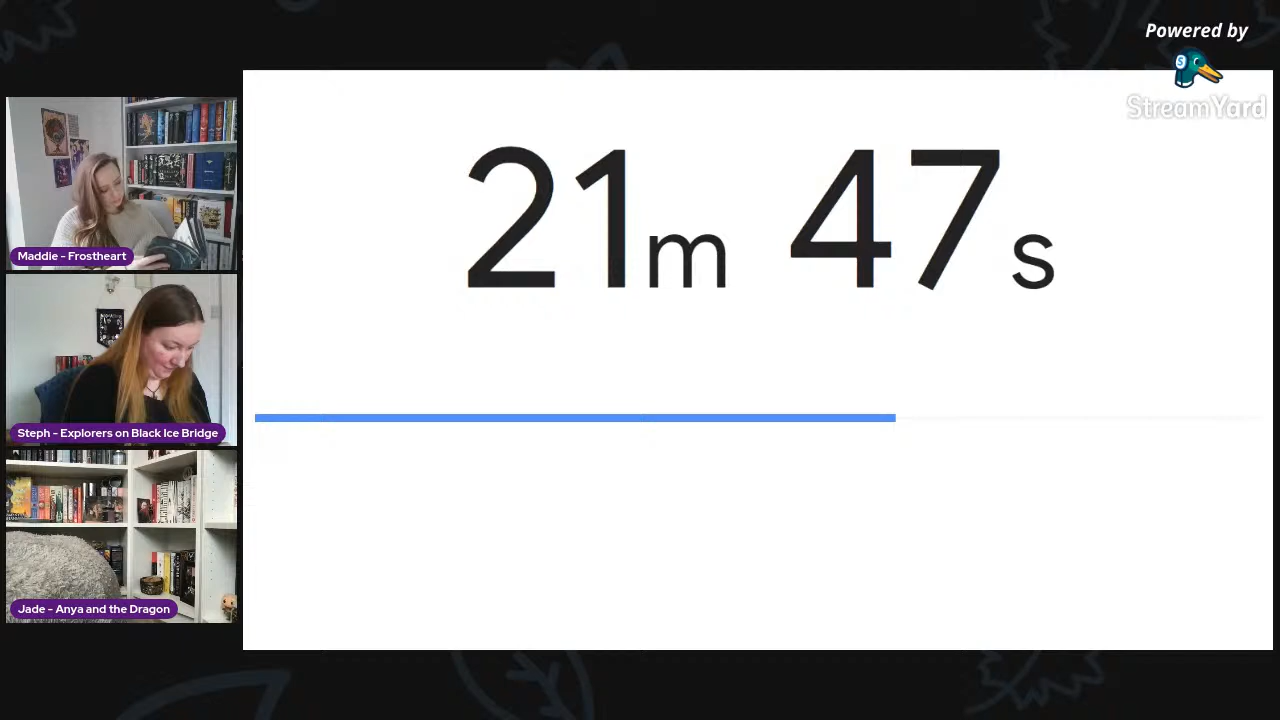 Powered by
StreamYard
21m 47s
Maddie - Frostheart
Steph - Explorers on Black Ice Bridge
Jade - Anya and the Dragon